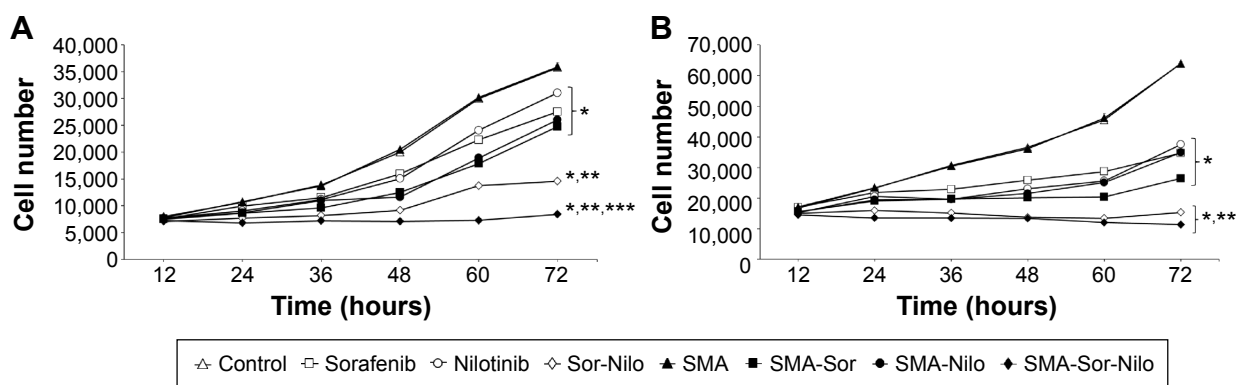 A
Cell number
40,000
35,000
30,000
25,000
20,000
15,000
10,000
5,000
0
12 24 36 48 60 72
Time (hours)
*
*,**
*,**,***
B
Cell number
70,000
60,000
50,000
40,000
30,000
20,000
10,000
0
12 24 36 48 60 72
Time (hours)
*
*,**
Control Sorafenib Nilotinib Sor-Nilo SMA SMA-Sor SMA-Nilo SMA-Sor-Nilo